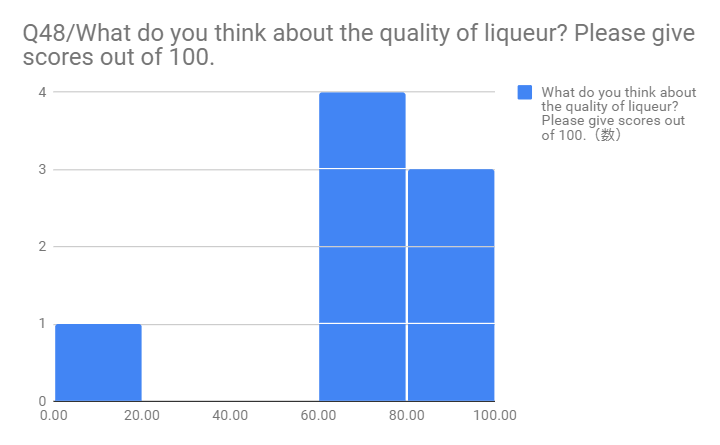 Q48/What do you think about the quality of liqueur? Please give
scores out of 100.
What do you think about
the quality of liqueur?
Please give scores out
of 100.（数）
4
3
2
1
0
0.00 20.00 40.00 60.00 80.00 100.00